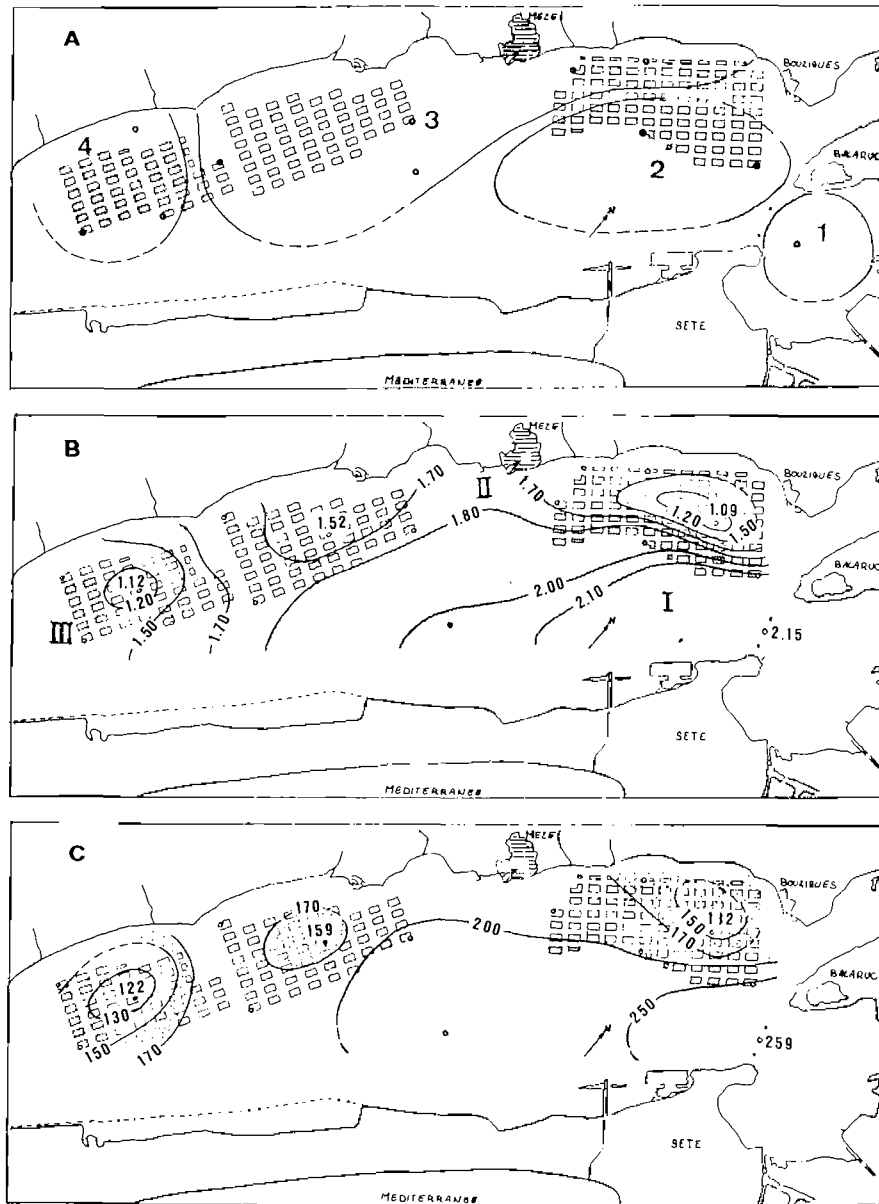 A
MEZE
BOUZIGUES
4
3
2
BALARUC
N
1
SETE
MEDITERRANEE
B
MEZE
II
1.70
1.70
BOUZIGUES
1.09
1.20
1.50
1.52
1.80
BALARUC
1.12
1.20
III
1.50
1.70
2.00
2.10
I
N
2.15
SETE
MEDITERRANEE
C
MEZE
170
159
200
BOUZIGUES
150
170
122
130
150
170
BALARUC
250
N
259
SETE
MEDITERRANEE